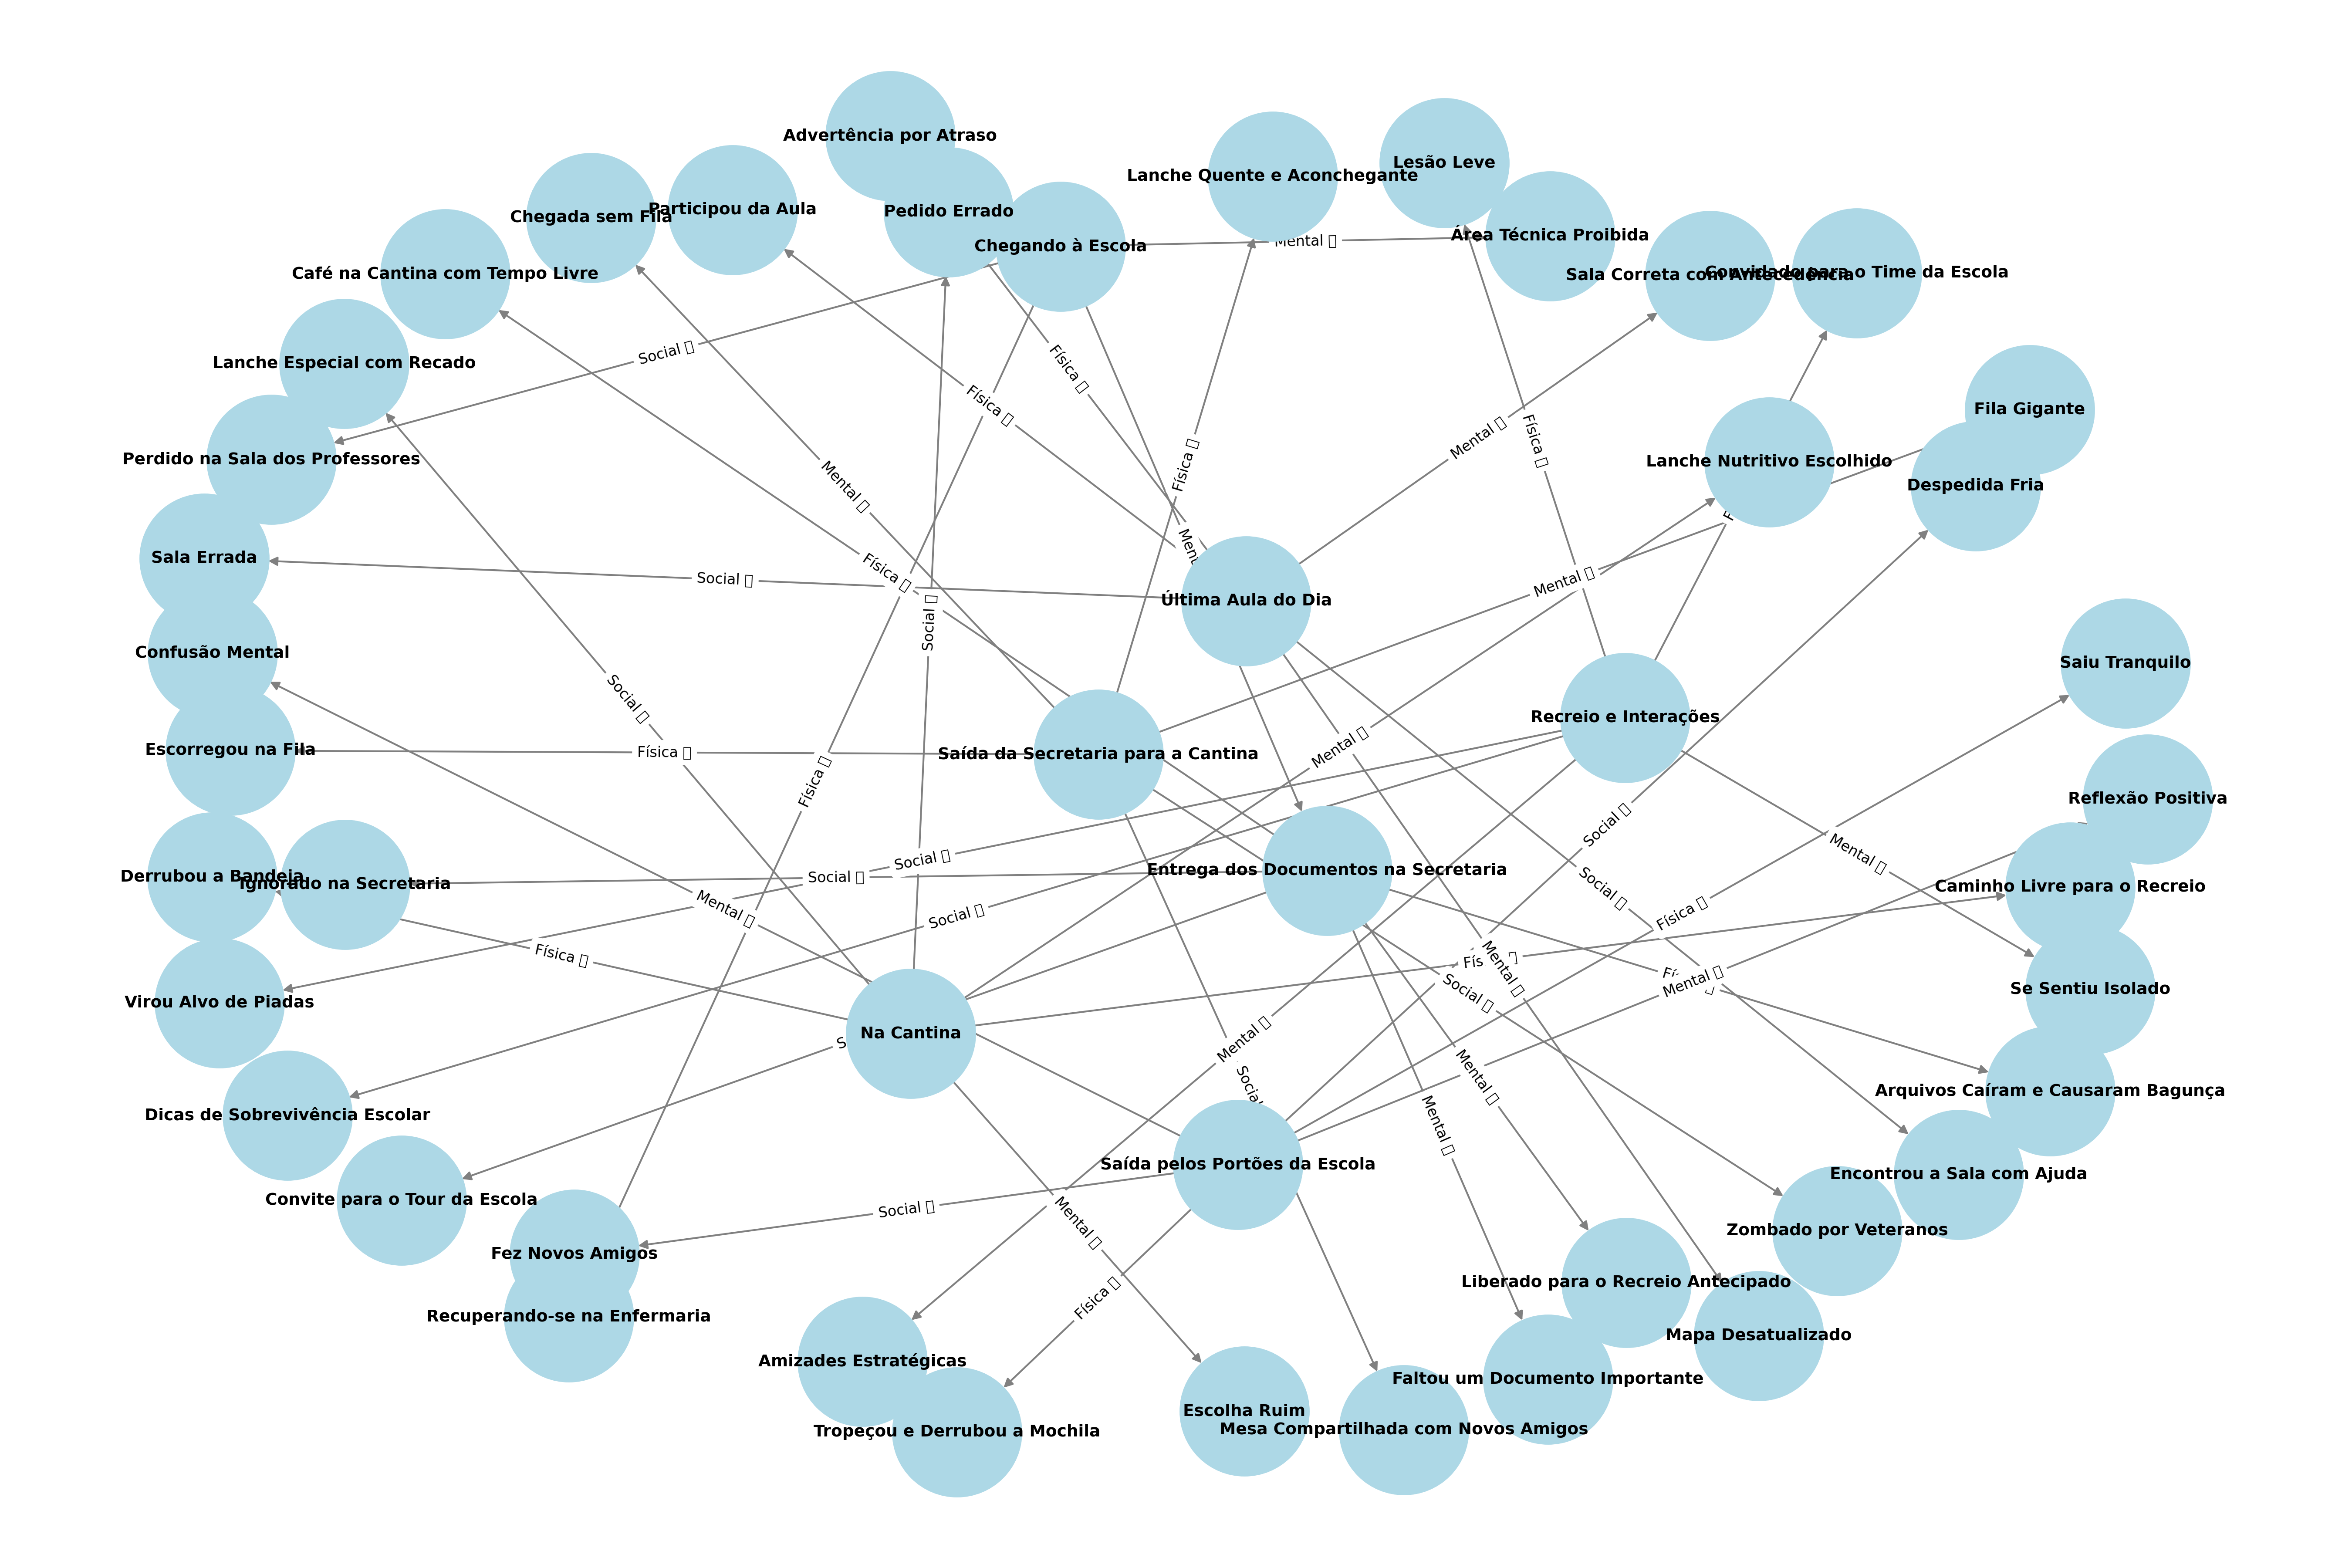 Advertência por Atraso
Lesão Leve
Lanche Quente e Aconchegante
Participou da Aula
Pedido Errado
Chegada sem Fila
Área Técnica Proibida
Mental
Chegando à Escola
Café na Cantina com Tempo Livre
Sala Correta com Antecedência
Convidado para o Time da Escola
Social
Lanche Especial com Recado
Física
Física
Fila Gigante
Mental
Física
Perdido na Sala dos Professores
Lanche Nutritivo Escolhido
Física
Mental
Despedida Fria
Sala Errada
Física
Social
Mental
Última Aula do Dia
Social
Confusão Mental
Saiu Tranquilo
Social
Recreio e Interações
Escorregou na Fila
Física
Saída da Secretaria para a Cantina
Mental
Física
Reflexão Positiva
Social
Mental
Social
Entrega dos Documentos na Secretaria
Derrubou a Bandeja
Ignorado na Secretaria
Social
Social
Caminho Livre para o Recreio
Mental
Social
Física
Física
Mental
Mental
Social
Se Sentiu Isolado
Virou Alvo de Piadas
Na Cantina
Mental
Social
Mental
Mental
Arquivos Caíram e Causaram Bagunça
Dicas de Sobrevivência Escolar
Saída pelos Portões da Escola
Encontrou a Sala com Ajuda
Convite para o Tour da Escola
Social
Mental
Zombado por Veteranos
Fez Novos Amigos
Liberado para o Recreio Antecipado
Física
Recuperando-se na Enfermaria
Mapa Desatualizado
Amizades Estratégicas
Faltou um Documento Importante
Escolha Ruim
Mesa Compartilhada com Novos Amigos
Tropeçou e Derrubou a Mochila